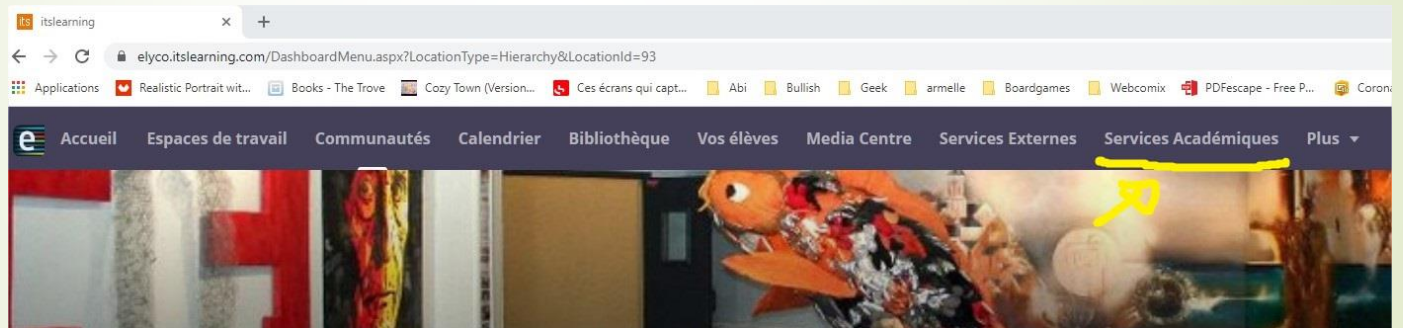 its itslearning
elyco.itslearning.com/DashboardMenu.aspx?LocationType=Hierarchy&LocationId=93
Applications Realistic Portrait wit... Books - The Trove Cozy Town (Version... Ces écrans qui capt... Abi Bullish Geek armelle Boardgames Webcomix PDFescape - Free P... Corona
e Accueil Espaces de travail Communautés Calendrier Bibliothèque Vos élèves Media Centre Services Externes Services Académiques Plus